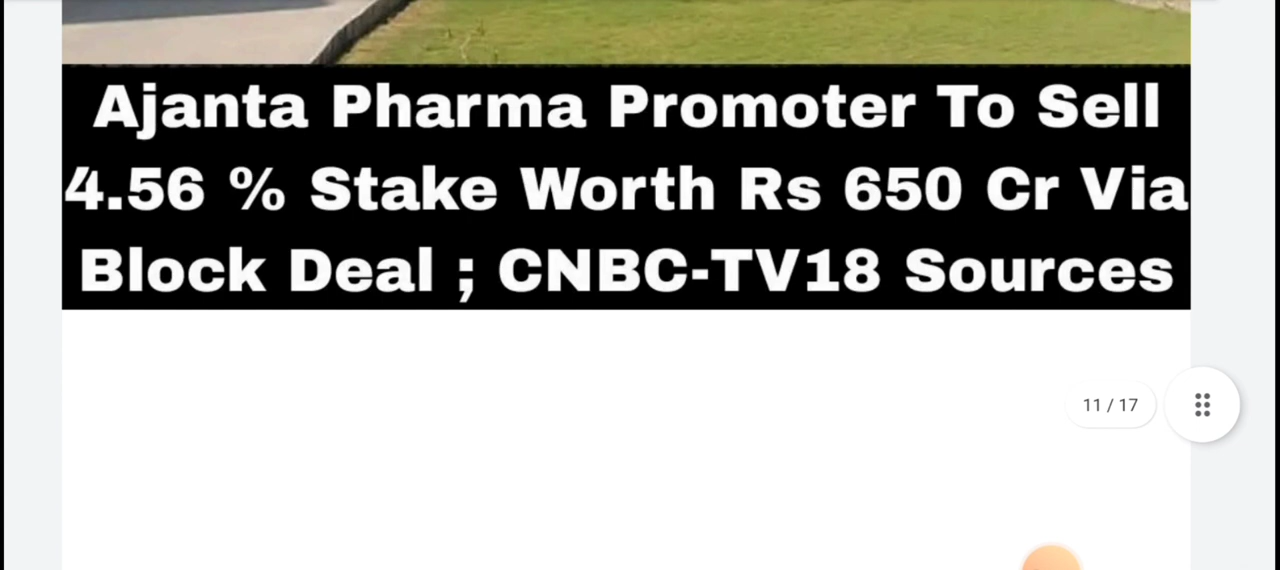 Ajanta Pharma Promoter To Sell
4.56 % Stake Worth Rs 650 Cr Via
Block Deal ; CNBC-TV18 Sources
11 / 17